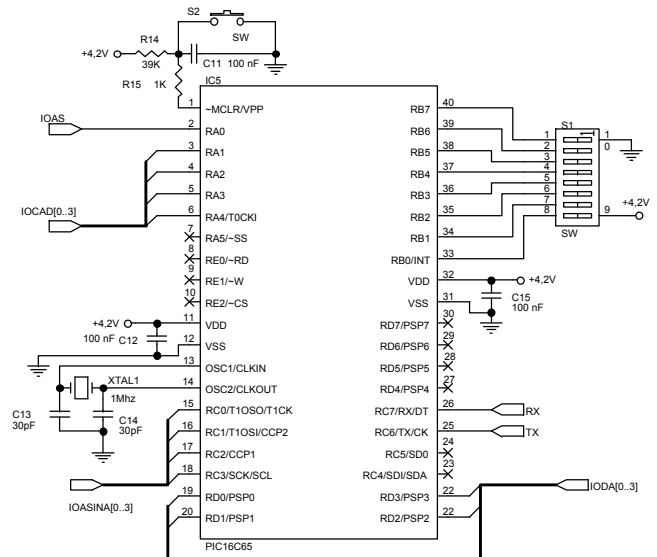 S2
SW
R14
+4,2V
39K
C11 100 nF
R15 1K
IC5
1 ~MCLR/VPP
2 RA0
3 RA1
4 RA2
5 RA3
6 RA4/T0CKI
7 RA5/~SS
8 RE0/~RD
9 RE1/~W
10 RE2/~CS
11 VDD
12 VSS
13 OSC1/CLKIN
14 OSC2/CLKOUT
15 RC0/T1OSO/T1CK
16 RC1/T1OSI/CCP2
17 RC2/CCP1
18 RC3/SCK/SCL
19 RD0/PSP0
20 RD1/PSP1
PIC16C65
IOAS
IOCAD[0..3]
+4,2V
100 nF C12
XTAL1
1Mhz
C13
30pF
C14
30pF
IOASINA[0..3]
RB7 40
RB6 39
RB5 38
RB4 37
RB3 36
RB2 35
RB1 34
RB0/INT 33
VDD 32
VSS 31
RD7/PSP7 30
RD6/PSP6 29
RD5/PSP5 28
RD4/PSP4 27
RC7/RX/DT 26
RC6/TX/CK 25
RC5/SD0 24
RC4/SDI/SDA 23
RD3/PSP3 22
RD2/PSP2 22
S1
1
2
3
4
5
6
7
8
1
0
9
+4,2V
SW
+4,2V
C15
100 nF
RX
TX
IODA[0..3]